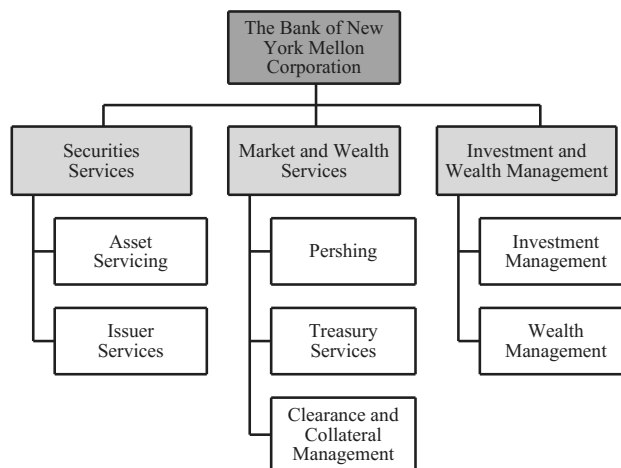 The Bank of New
York Mellon
Corporation
Securities
Services
Market and Wealth
Services
Investment and
Wealth Management
Asset
Servicing
Pershing
Investment
Management
Issuer
Services
Treasury
Services
Wealth
Management
Clearance and
Collateral
Management